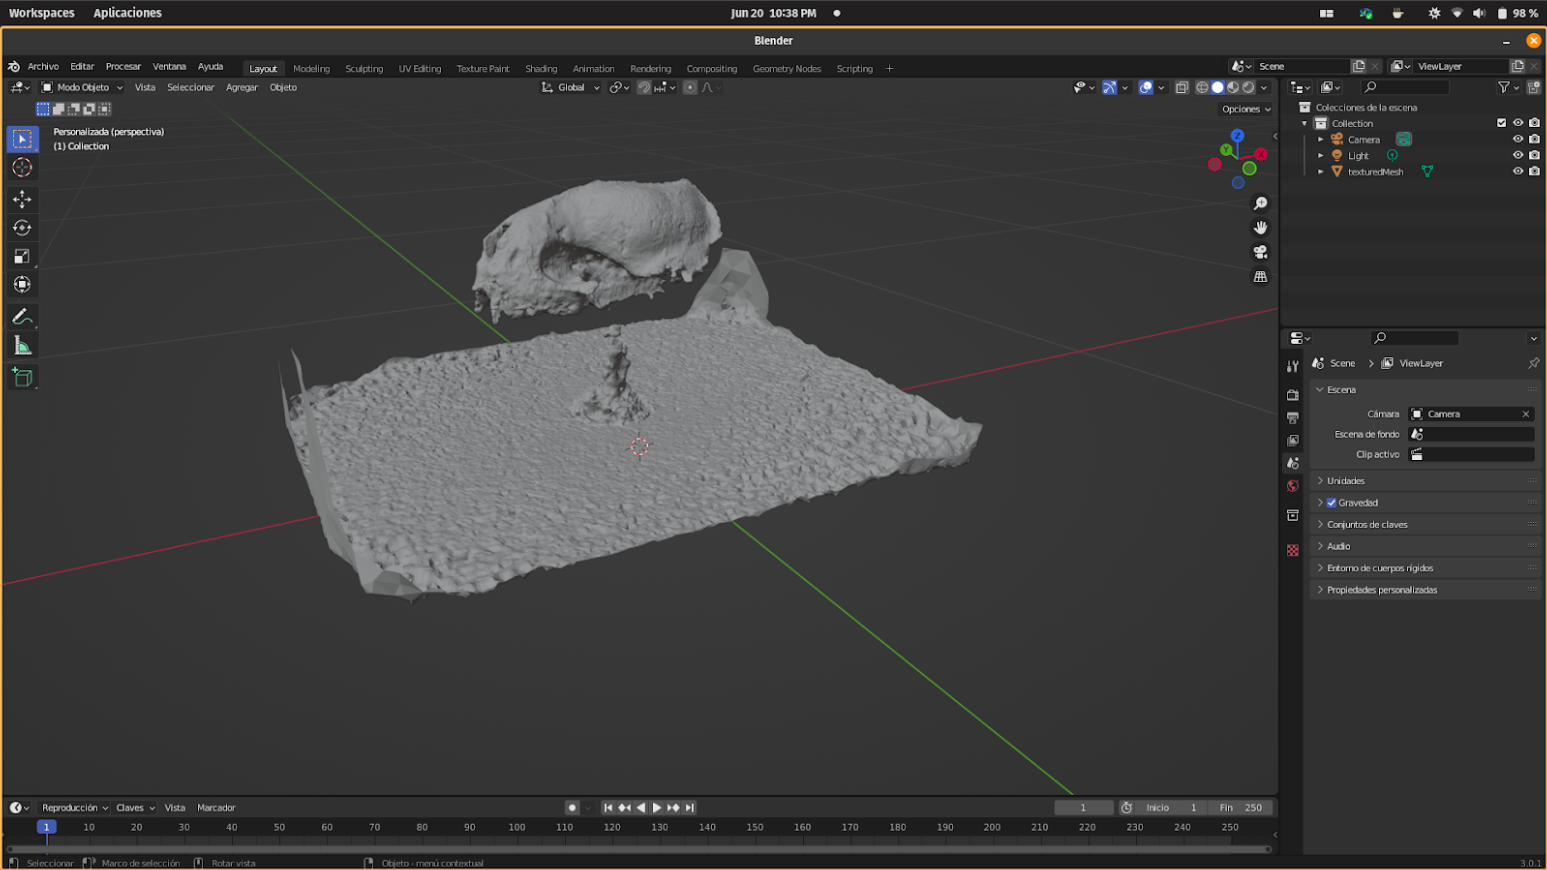 Workspaces Aplicaciones Jun 20 10:38 PM 98 %
Blender
Archivo Editar Procesar Ventana Ayuda Layout Modeling Sculpting UV Editing Texture Paint Shading Animation Rendering Compositing Geometry Nodes Scripting + Scene ViewLayer
Modo Objeto Vista Seleccionar Agregar Objeto Global
Opciones
Personalizada (perspectiva)
(1) Collection
Z
Y
X
Colecciones de la escena
Collection
Camera
Light
texturedMesh
Scene ViewLayer
Escena
Cámara Camera
Escena de fondo
Clip activo
Unidades
Gravedad
Conjuntos de claves
Audio
Entorno de cuerpos rígidos
Propiedades personalizadas
Reproducción Claves Vista Marcador 1 Inicio 1 Fin 250
1 10 20 30 40 50 60 70 80 90 100 110 120 130 140 150 160 170 180 190 200 210 220 230 240 250
Seleccionar Marco de selección Rotar vista Objeto - menú contextual 3.0.1